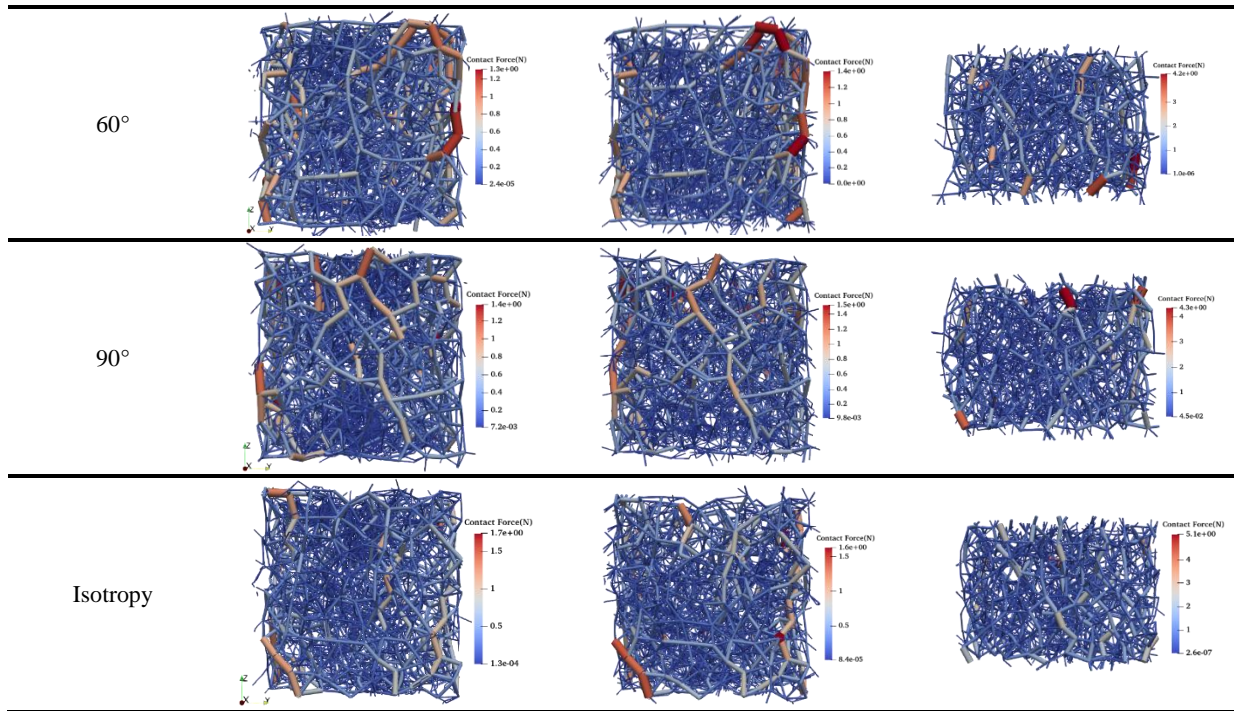 60°
Contact Force(N)
1.3e+00
1.2
1
0.8
0.6
0.4
0.2
2.4e-05
Z
X Y
Contact Force(N)
1.4e+00
1.2
1
0.8
0.6
0.4
0.2
0.0e+00
Contact Force(N)
4.2e+00
3
2
1
1.0e-06
90°
Contact Force(N)
1.4e+00
1.2
1
0.8
0.6
0.4
0.2
7.2e-03
Z
X Y
Contact Force(N)
1.5e+00
1.2
1
0.8
0.6
0.4
0.2
9.8e-03
Contact Force(N)
4.3e+00
4
3
2
1
4.5e-02
Isotropy
Contact Force(N)
1.7e+00
1.5
1
0.5
1.3e-04
Z
X Y
Contact Force(N)
1.6e+00
1.5
1
0.5
8.4e-05
Contact Force(N)
5.1e+00
4
3
2
1
2.6e-07